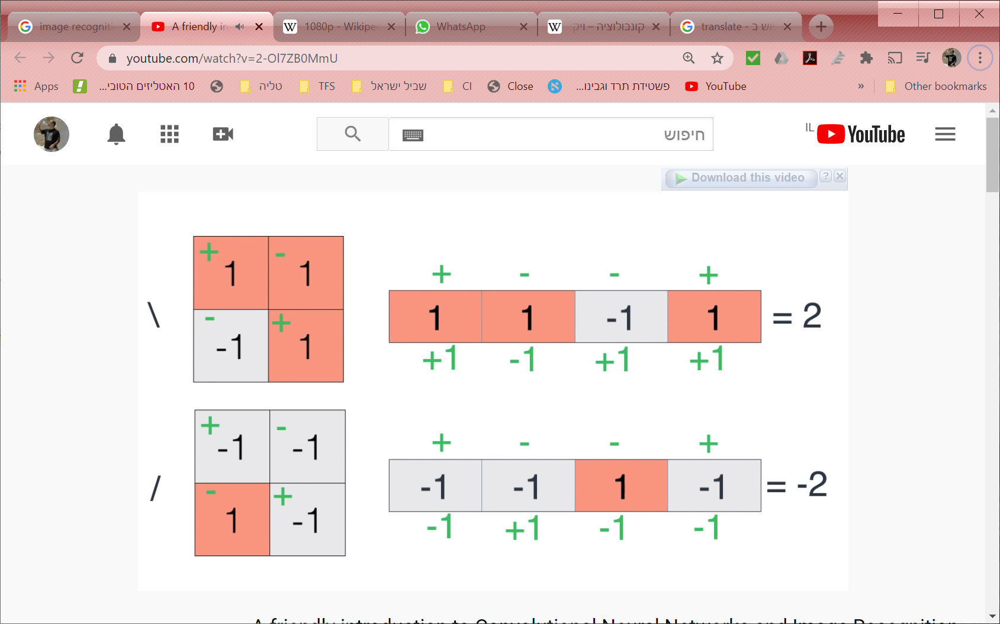 image recogniti
A friendly in
1080p - Wikipe
WhatsApp
קונבולוציה – ויקי
translate - חיפוש ב
youtube.com/watch?v=2-Ol7ZB0MmU
Apps
10 האטליזים הטובי...
טליה
TFS
שביל ישראל
CI
Close
פשטידת תרד וגבינו...
YouTube
»
Other bookmarks
חיפוש
IL
YouTube
Download this video
?
+ 1 - 1
\
- -1 + 1
+ - - +
1 1 -1 1 = 2
+1 -1 +1 +1
+ -1 - -1
/
- 1 + -1
+ - - +
-1 -1 1 -1 = -2
-1 +1 -1 -1
A friendly introduction to Convolutional Neural Networks and Image Recognition